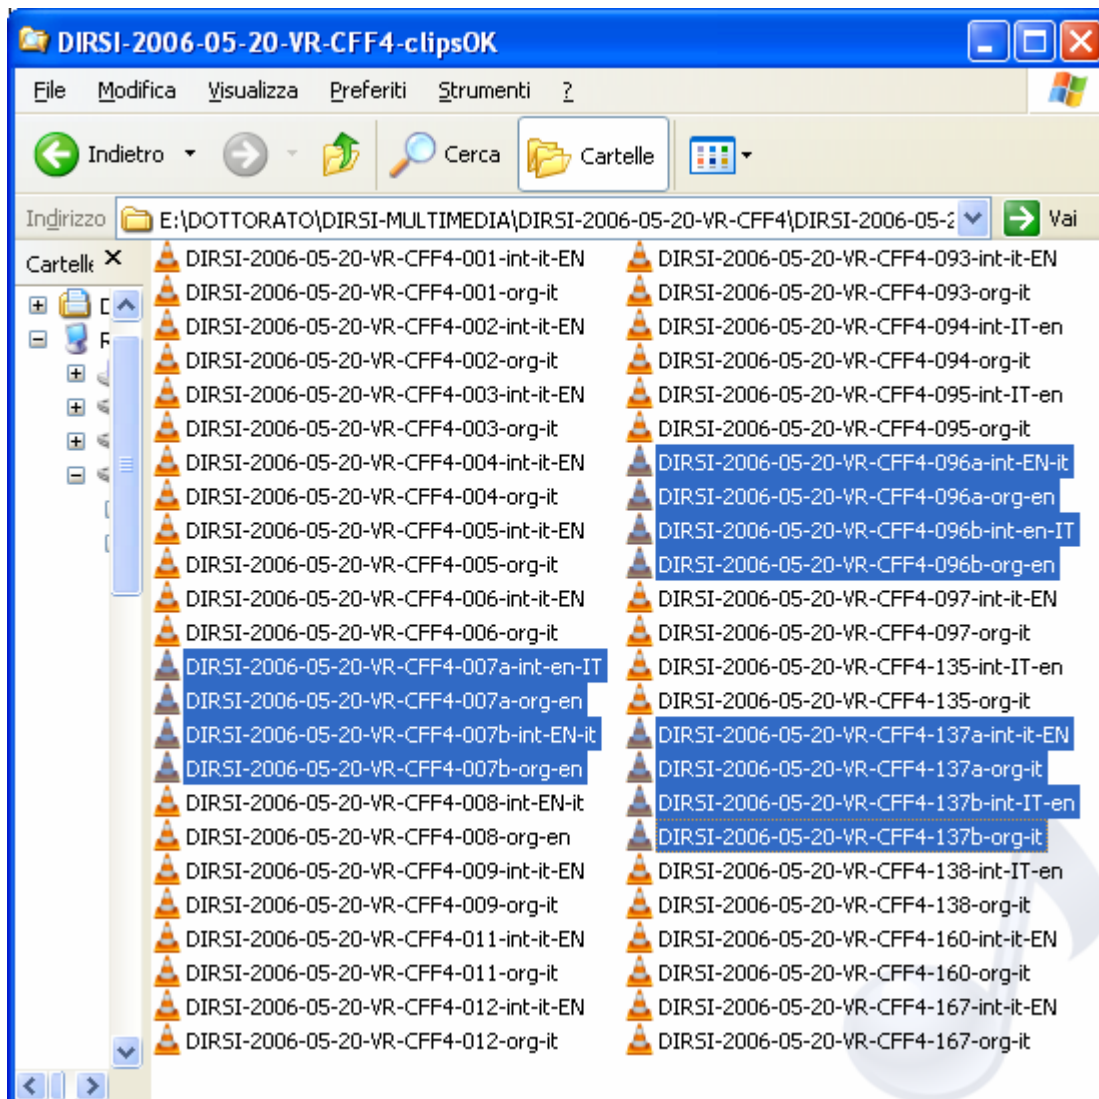 DIRSI-2006-05-20-VR-CFF4-clipsOK
File Modifica Visualizza Preferiti Strumenti ?
Indietro Cerca Cartelle
Indirizzo E:\DOTTORATO\DIRSI-MULTIMEDIA\DIRSI-2006-05-20-VR-CFF4\DIRSI-2006-05-2 Vai
Cartelle
DIRSI-2006-05-20-VR-CFF4-001-int-it-EN
DIRSI-2006-05-20-VR-CFF4-001-org-it
DIRSI-2006-05-20-VR-CFF4-002-int-it-EN
DIRSI-2006-05-20-VR-CFF4-002-org-it
DIRSI-2006-05-20-VR-CFF4-003-int-it-EN
DIRSI-2006-05-20-VR-CFF4-003-org-it
DIRSI-2006-05-20-VR-CFF4-004-int-it-EN
DIRSI-2006-05-20-VR-CFF4-004-org-it
DIRSI-2006-05-20-VR-CFF4-005-int-it-EN
DIRSI-2006-05-20-VR-CFF4-005-org-it
DIRSI-2006-05-20-VR-CFF4-006-int-it-EN
DIRSI-2006-05-20-VR-CFF4-006-org-it
DIRSI-2006-05-20-VR-CFF4-007a-int-en-IT
DIRSI-2006-05-20-VR-CFF4-007a-org-en
DIRSI-2006-05-20-VR-CFF4-007b-int-EN-it
DIRSI-2006-05-20-VR-CFF4-007b-org-en
DIRSI-2006-05-20-VR-CFF4-008-int-EN-it
DIRSI-2006-05-20-VR-CFF4-008-org-en
DIRSI-2006-05-20-VR-CFF4-009-int-it-EN
DIRSI-2006-05-20-VR-CFF4-009-org-it
DIRSI-2006-05-20-VR-CFF4-011-int-it-EN
DIRSI-2006-05-20-VR-CFF4-011-org-it
DIRSI-2006-05-20-VR-CFF4-012-int-it-EN
DIRSI-2006-05-20-VR-CFF4-012-org-it
DIRSI-2006-05-20-VR-CFF4-093-int-it-EN
DIRSI-2006-05-20-VR-CFF4-093-org-it
DIRSI-2006-05-20-VR-CFF4-094-int-IT-en
DIRSI-2006-05-20-VR-CFF4-094-org-it
DIRSI-2006-05-20-VR-CFF4-095-int-IT-en
DIRSI-2006-05-20-VR-CFF4-095-org-it
DIRSI-2006-05-20-VR-CFF4-096a-int-EN-it
DIRSI-2006-05-20-VR-CFF4-096a-org-en
DIRSI-2006-05-20-VR-CFF4-096b-int-en-IT
DIRSI-2006-05-20-VR-CFF4-096b-org-en
DIRSI-2006-05-20-VR-CFF4-097-int-it-EN
DIRSI-2006-05-20-VR-CFF4-097-org-it
DIRSI-2006-05-20-VR-CFF4-135-int-IT-en
DIRSI-2006-05-20-VR-CFF4-135-org-it
DIRSI-2006-05-20-VR-CFF4-137a-int-it-EN
DIRSI-2006-05-20-VR-CFF4-137a-org-it
DIRSI-2006-05-20-VR-CFF4-137b-int-IT-en
DIRSI-2006-05-20-VR-CFF4-137b-org-it
DIRSI-2006-05-20-VR-CFF4-138-int-IT-en
DIRSI-2006-05-20-VR-CFF4-138-org-it
DIRSI-2006-05-20-VR-CFF4-160-int-it-EN
DIRSI-2006-05-20-VR-CFF4-160-org-it
DIRSI-2006-05-20-VR-CFF4-167-int-it-EN
DIRSI-2006-05-20-VR-CFF4-167-org-it